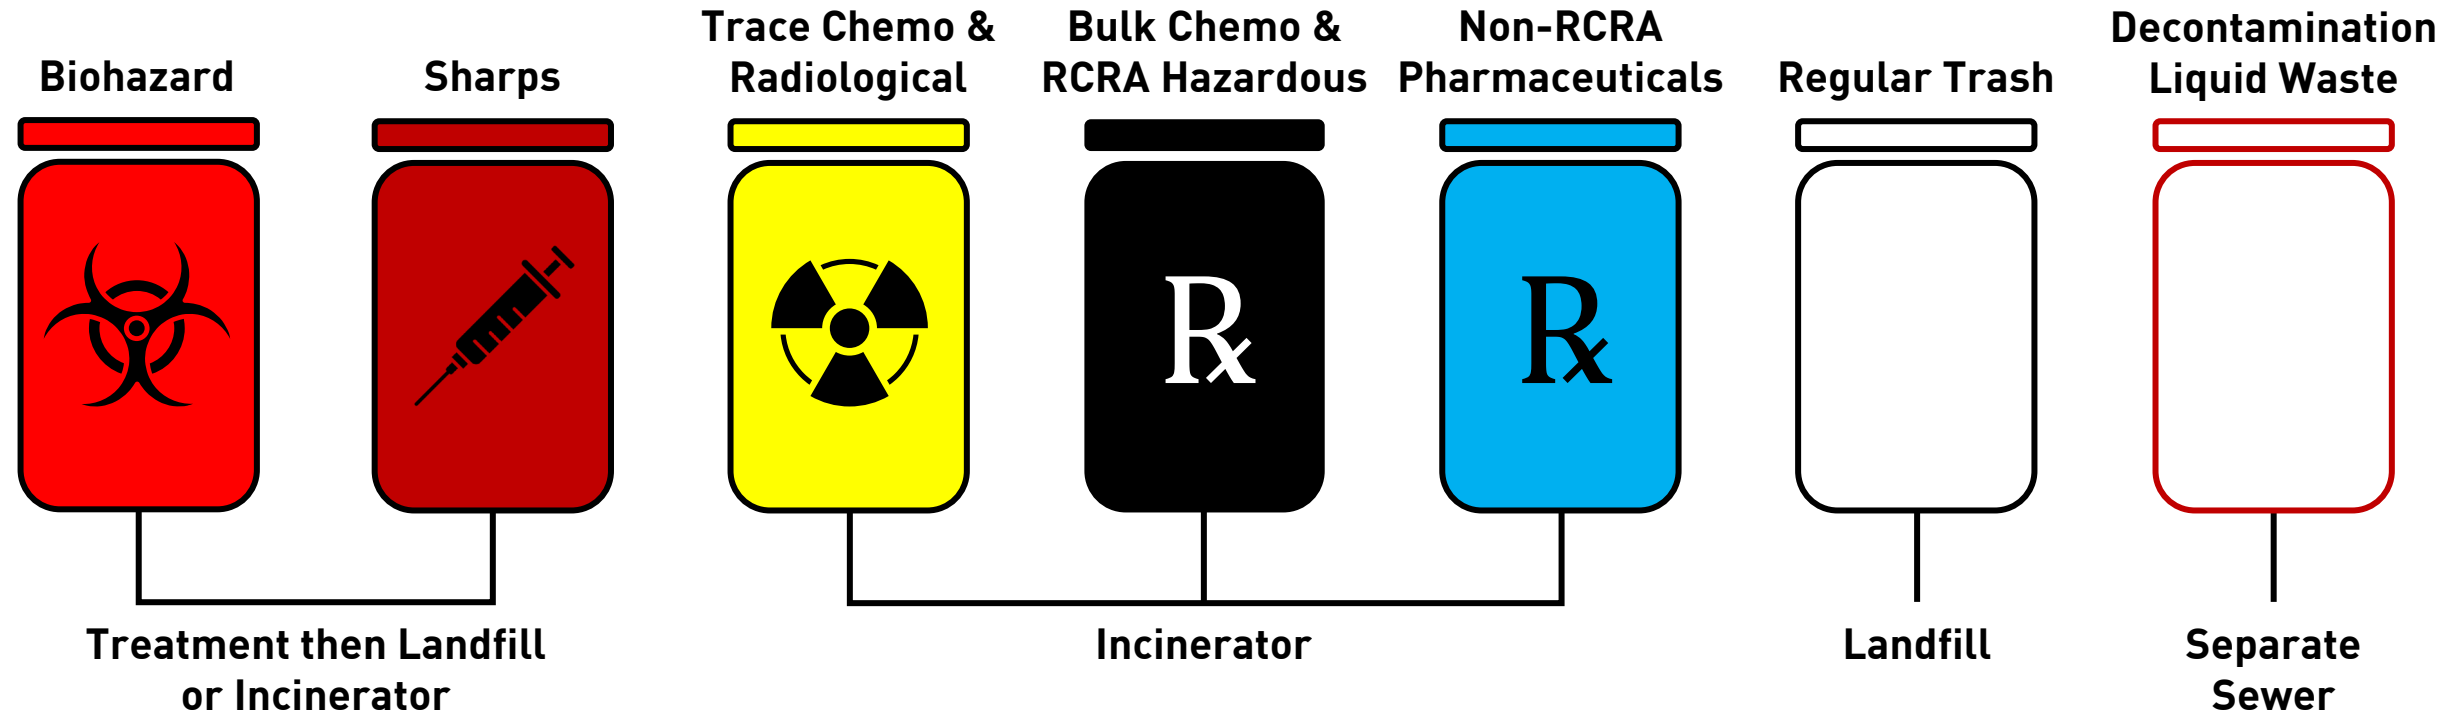 Biohazard
Sharps
Trace Chemo &
Radiological
Bulk Chemo &
RCRA Hazardous
Non-RCRA
Pharmaceuticals
Regular Trash
Decontamination
Liquid Waste
℞
℞
Treatment then Landfill
or Incinerator
Incinerator
Landfill
Separate
Sewer